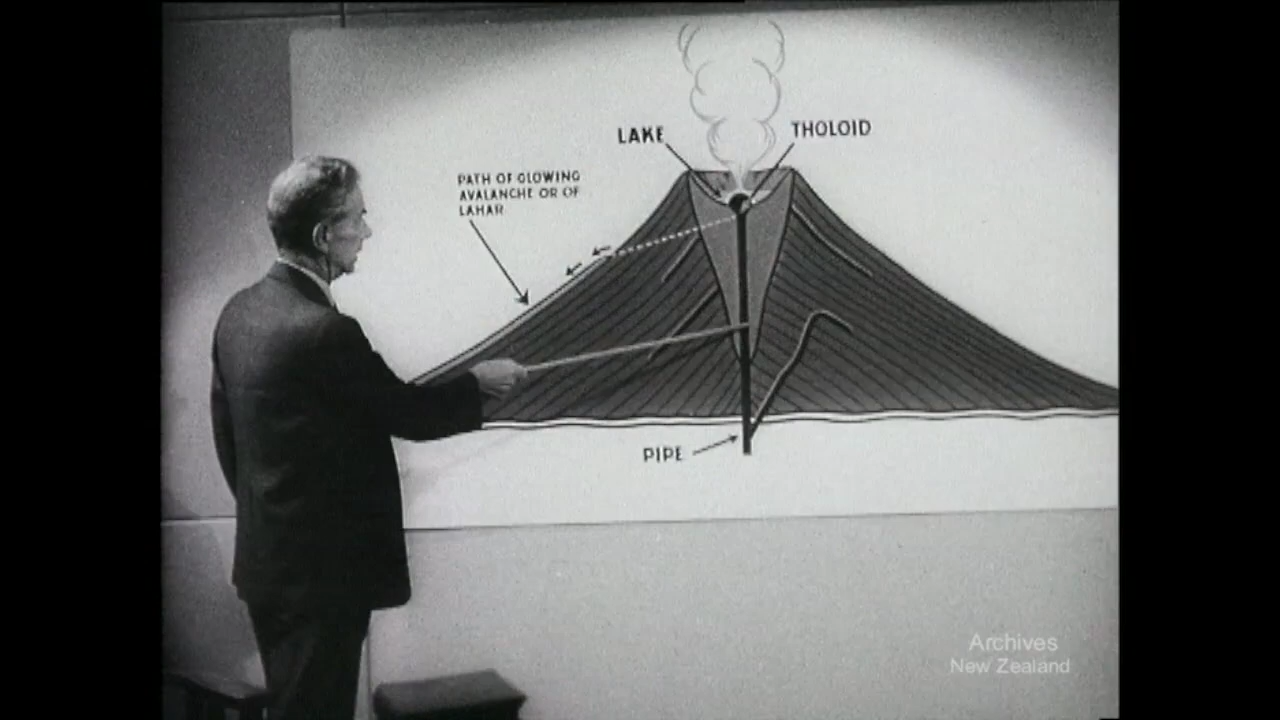 LAKE
THOLOID
PATH OF GLOWING
AVALANCHE OR OF
LAHAR
PIPE
Archives
New Zealand